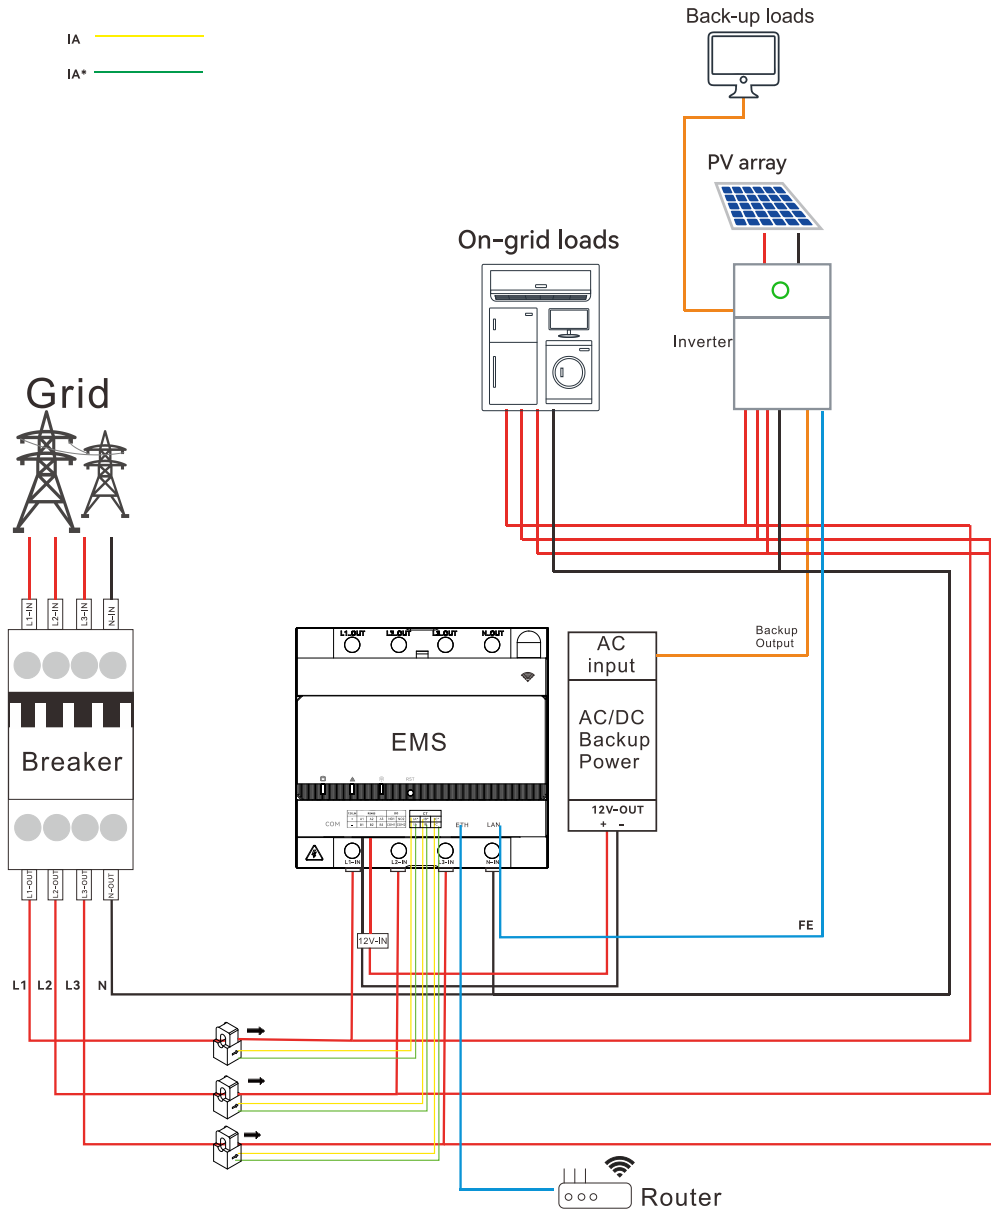 Back-up loads
IA
IA*
PV array
On-grid loads
Inverter
Grid
L1-IN
L2-IN
L3-IN
N-IN
L1_OUT
L2_OUT
L3_OUT
N_OUT
AC
input
Backup
Output
EMS
AC/DC
Backup
Power
Breaker
RST
12V-OUT
+ -
COM
CT
ETH
LAN
L1-IN
L2-IN
L3-IN
N-IN
L1-OUT
L2-OUT
L3-OUT
N-OUT
12V-IN
FE
L1
L2
L3
N
Router